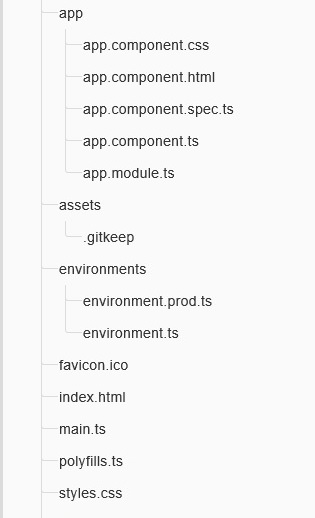 app
app.component.css
app.component.html
app.component.spec.ts
app.component.ts
app.module.ts
assets
.gitkeep
environments
environment.prod.ts
environment.ts
favicon.ico
index.html
main.ts
polyfills.ts
styles.css